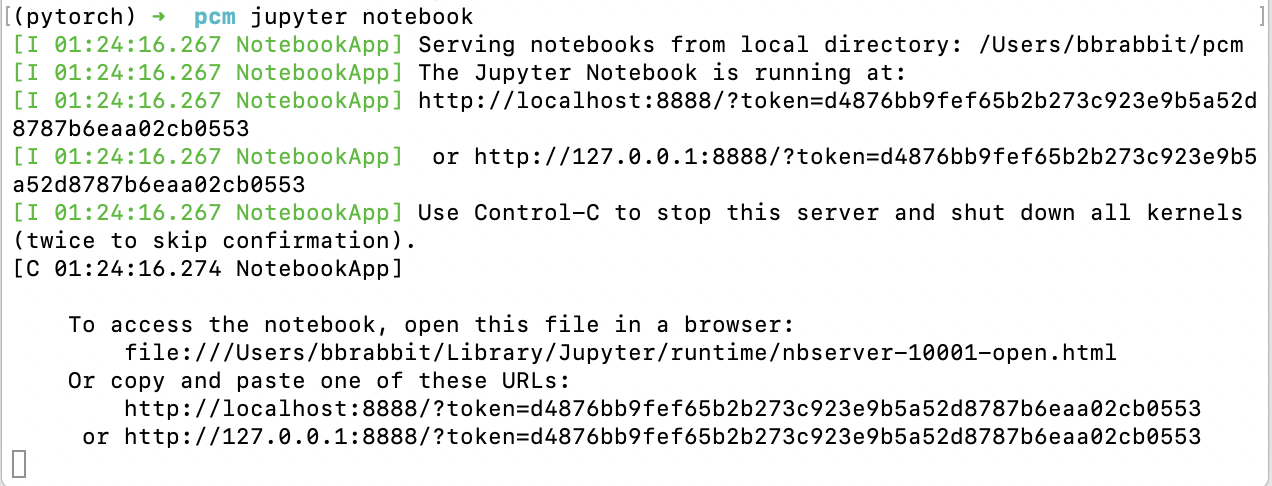 [(pytorch) ➜  pcm jupyter notebook ]
[I 01:24:16.267 NotebookApp] Serving notebooks from local directory: /Users/bbrabbit/pcm
[I 01:24:16.267 NotebookApp] The Jupyter Notebook is running at:
[I 01:24:16.267 NotebookApp] http://localhost:8888/?token=d4876bb9fef65b2b273c923e9b5a52d
8787b6eaa02cb0553
[I 01:24:16.267 NotebookApp]  or http://127.0.0.1:8888/?token=d4876bb9fef65b2b273c923e9b5
a52d8787b6eaa02cb0553
[I 01:24:16.267 NotebookApp] Use Control-C to stop this server and shut down all kernels
(twice to skip confirmation).
[C 01:24:16.274 NotebookApp]
To access the notebook, open this file in a browser:
file:///Users/bbrabbit/Library/Jupyter/runtime/nbserver-10001-open.html
Or copy and paste one of these URLs:
http://localhost:8888/?token=d4876bb9fef65b2b273c923e9b5a52d8787b6eaa02cb0553
or http://127.0.0.1:8888/?token=d4876bb9fef65b2b273c923e9b5a52d8787b6eaa02cb0553